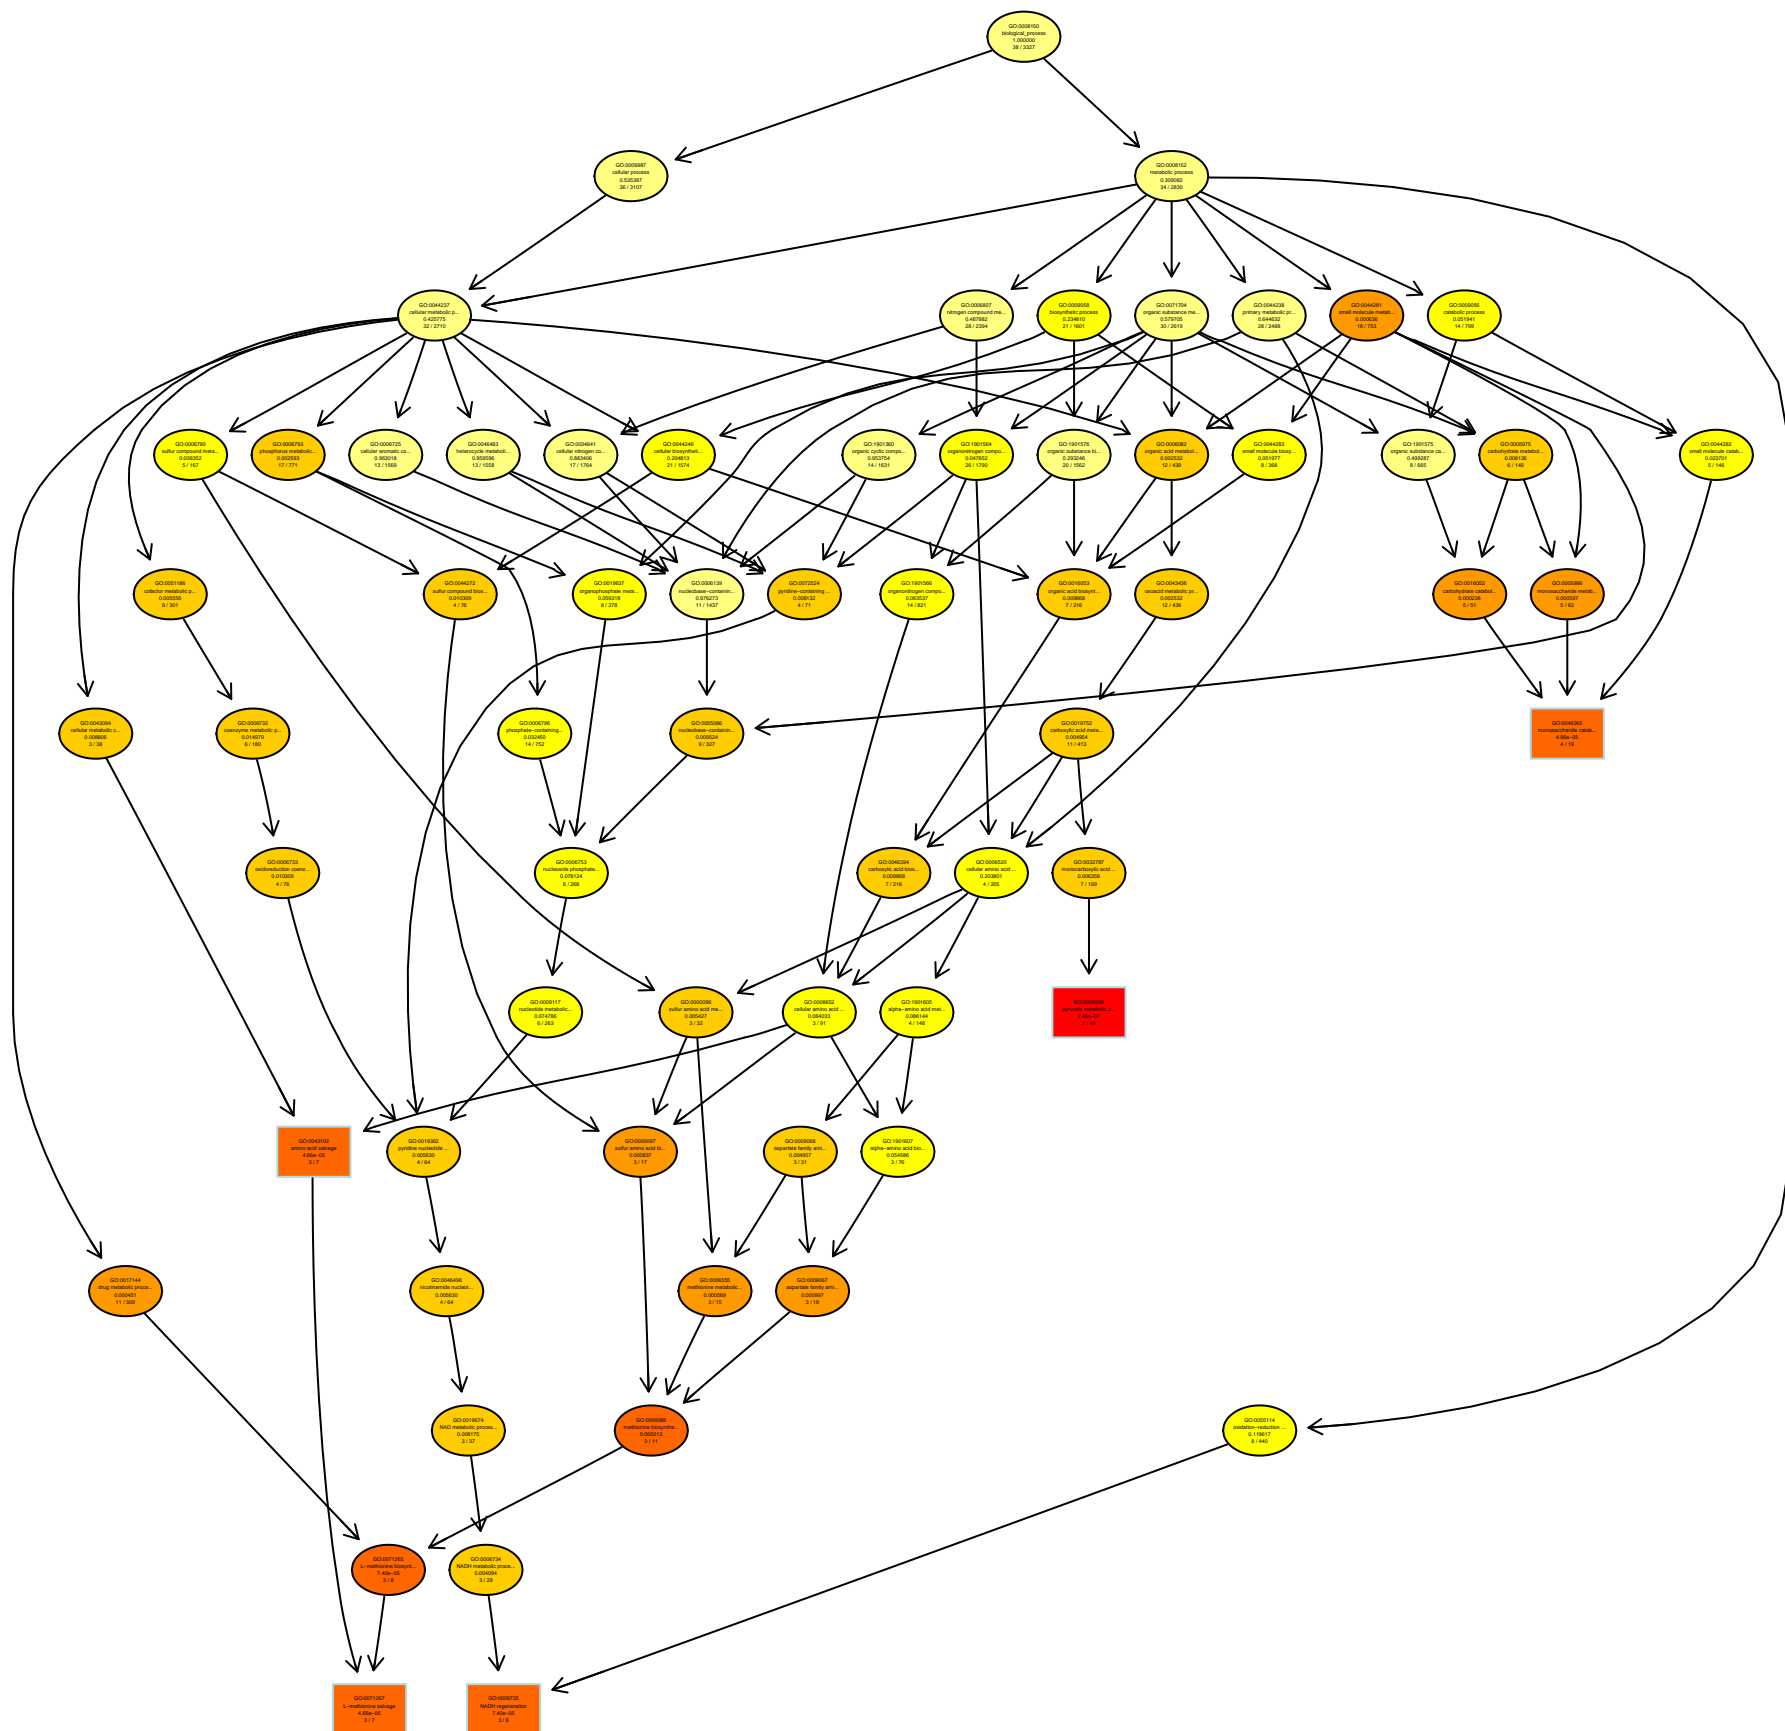 GO:0008150
biological_process
1.000000
38 / 3327
GO:0009987
cellular process
0.535387
36 / 3107
GO:0008152
metabolic process
0.309092
34 / 2830
GO:0044237
cellular metabolic p...
0.425775
32 / 2710
GO:0006807
nitrogen compound me...
0.487882
28 / 2394
GO:0009058
biosynthetic process
0.234810
21 / 1601
GO:0071704
organic substance me...
0.579705
30 / 2619
GO:0044238
primary metabolic pr...
0.644632
28 / 2488
GO:0044281
small molecule metab...
0.000836
18 / 753
GO:0009056
catabolic process
0.051941
14 / 799
GO:0006790
sulfur compound meta...
0.039352
5 / 167
GO:0006793
phosphorus metabolic...
0.002593
17 / 771
GO:0006725
cellular aromatic co...
0.963018
13 / 1569
GO:0046483
heterocycle metaboli...
0.959596
13 / 1558
GO:0034641
cellular nitrogen co...
0.883406
17 / 1764
GO:0044249
cellular biosyntheti...
0.204813
21 / 1574
GO:1901360
organic cyclic compo...
0.953754
14 / 1631
GO:1901564
organonitrogen compo...
0.047652
26 / 1790
GO:1901576
organic substance bi...
0.293246
20 / 1562
GO:0006082
organic acid metabol...
0.002532
12 / 439
GO:0044283
small molecule biosy...
0.051977
8 / 368
GO:1901575
organic substance ca...
0.499287
8 / 665
GO:0005975
carbohydrate metabol...
0.006136
6 / 149
GO:0044282
small molecule catab...
0.023701
5 / 146
GO:0051186
cofactor metabolic p...
0.005556
9 / 301
GO:0044272
sulfur compound bios...
0.010309
4 / 76
GO:0019637
organophosphate meta...
0.059318
8 / 378
GO:0006139
nucleobase−containin...
0.976273
11 / 1437
GO:0072524
pyridine−containing ...
0.008132
4 / 71
GO:1901566
organonitrogen compo...
0.063537
14 / 821
GO:0016053
organic acid biosynt...
0.009868
7 / 216
GO:0043436
oxoacid metabolic pr...
0.002532
12 / 439
GO:0016052
carbohydrate catabol...
0.000238
5 / 51
GO:0005996
monosaccharide metab...
0.000597
5 / 62
GO:0043094
cellular metabolic c...
0.008806
3 / 38
GO:0006732
coenzyme metabolic p...
0.014979
6 / 180
GO:0006796
phosphate−containing...
0.032450
14 / 752
GO:0055086
nucleobase−containin...
0.009524
9 / 327
GO:0019752
carboxylic acid meta...
0.004954
11 / 413
GO:0046365
monosaccharide catab...
4.86e−05
4 / 19
GO:0006733
oxidoreduction coenz...
0.010309
4 / 76
GO:0006753
nucleoside phosphate...
0.078124
6 / 266
GO:0046394
carboxylic acid bios...
0.009868
7 / 216
GO:0006520
cellular amino acid ...
0.203801
4 / 205
GO:0032787
monocarboxylic acid ...
0.006356
7 / 199
GO:0009117
nucleotide metabolic...
0.074786
6 / 263
GO:0000096
sulfur amino acid me...
0.005427
3 / 32
GO:0008652
cellular amino acid ...
0.084033
3 / 91
GO:1901605
alpha−amino acid met...
0.086144
4 / 148
pyruvate metabolic p...
GO:0043102
amino acid salvage
4.66e−05
3 / 7
GO:0019362
pyridine nucleotide ...
0.005630
4 / 64
GO:0000097
sulfur amino acid bi...
0.000837
3 / 17
GO:0009066
aspartate family ami...
0.004957
3 / 31
GO:1901607
alpha−amino acid bio...
0.054586
3 / 76
GO:0017144
drug metabolic proce...
0.000451
11 / 309
GO:0046496
nicotinamide nucleot...
0.005630
4 / 64
GO:0006555
methionine metabolic...
0.000569
3 / 15
GO:0009067
aspartate family ami...
0.000997
3 / 18
GO:0019674
NAD metabolic proces...
0.008175
3 / 37
GO:0009086
methionine biosynthe...
0.000213
3 / 11
GO:0055114
oxidation−reduction ...
0.119617
8 / 440
GO:0071265
L−methionine biosynt...
7.40e−05
3 / 8
GO:0006734
NADH metabolic proce...
0.004094
3 / 29
GO:0071267
L−methionine salvage
4.66e−05
3 / 7
GO:0006735
NADH regeneration
7.40e−05
3 / 8